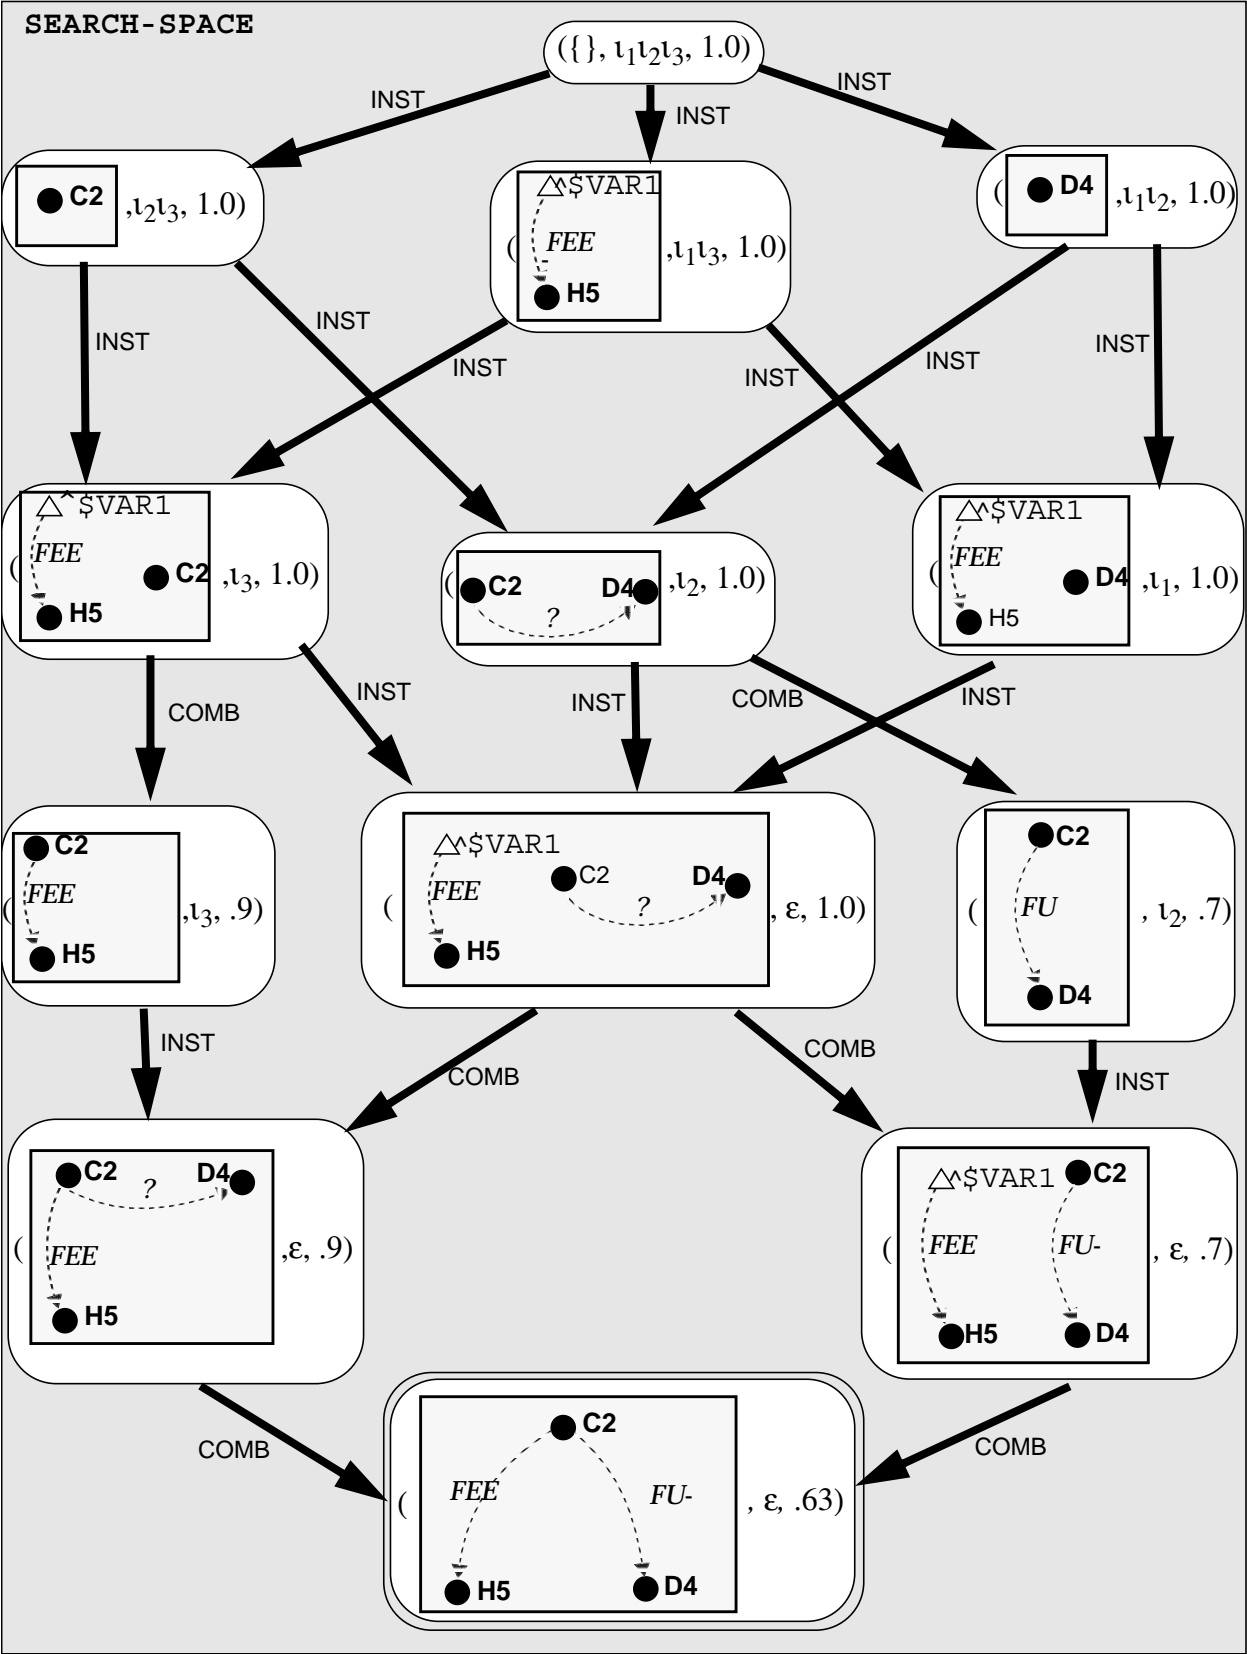 SEARCH-SPACE
({}, ι1ι2ι3, 1.0)
INST
INST
INST
C2 ,ι2ι3, 1.0)
( △^$VAR1
FEE
H5
,ι1ι3, 1.0)
( D4 ,ι1ι2, 1.0)
INST
INST
INST
INST
INST
INST
( △^$VAR1
FEE
C2
H5
,ι3, 1.0)
( C2 ? D4 ,ι2, 1.0)
( △^$VAR1
FEE
D4
H5
,ι1, 1.0)
COMB
INST
INST
COMB
INST
( C2
FEE
H5
,ι3, .9)
( △^$VAR1
FEE
C2 ? D4
H5
, ε, 1.0)
( C2
FU
D4
, ι2, .7)
INST
COMB
COMB
INST
( C2 ? D4
FEE
H5
,ε, .9)
( △^$VAR1 C2
FEE FU-
H5 D4
, ε, .7)
COMB
COMB
( C2
FEE FU-
H5 D4
, ε, .63)